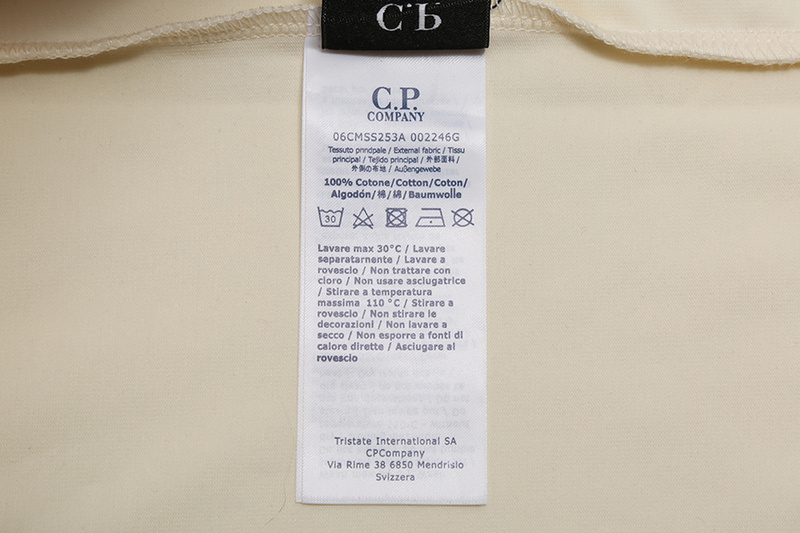 C.P.
C.P.
COMPANY
06CMSS253A 002246G
Tessuto principale / External fabric / Tissu
principal / Tejido principal / 外部面料 /
外側の布地 / Außengewebe
100% Cotone/Cotton/Coton/
Algodón/棉/綿/Baumwolle
30
Lavare max 30°C / Lavare
separatarnente / Lavare a
rovescio / Non trattare con
cloro / Non usare asciugatrice
/ Stirare a temperatura
massima 110 °C / Stirare a
rovescio / Non stirare le
decorazioni / Non lavare a
secco / Non esporre a fonti di
calore dirette / Asciugare al
rovescio
Tristate International SA
CPCompany
Via Rime 38 6850 Mendrisio
Svizzera